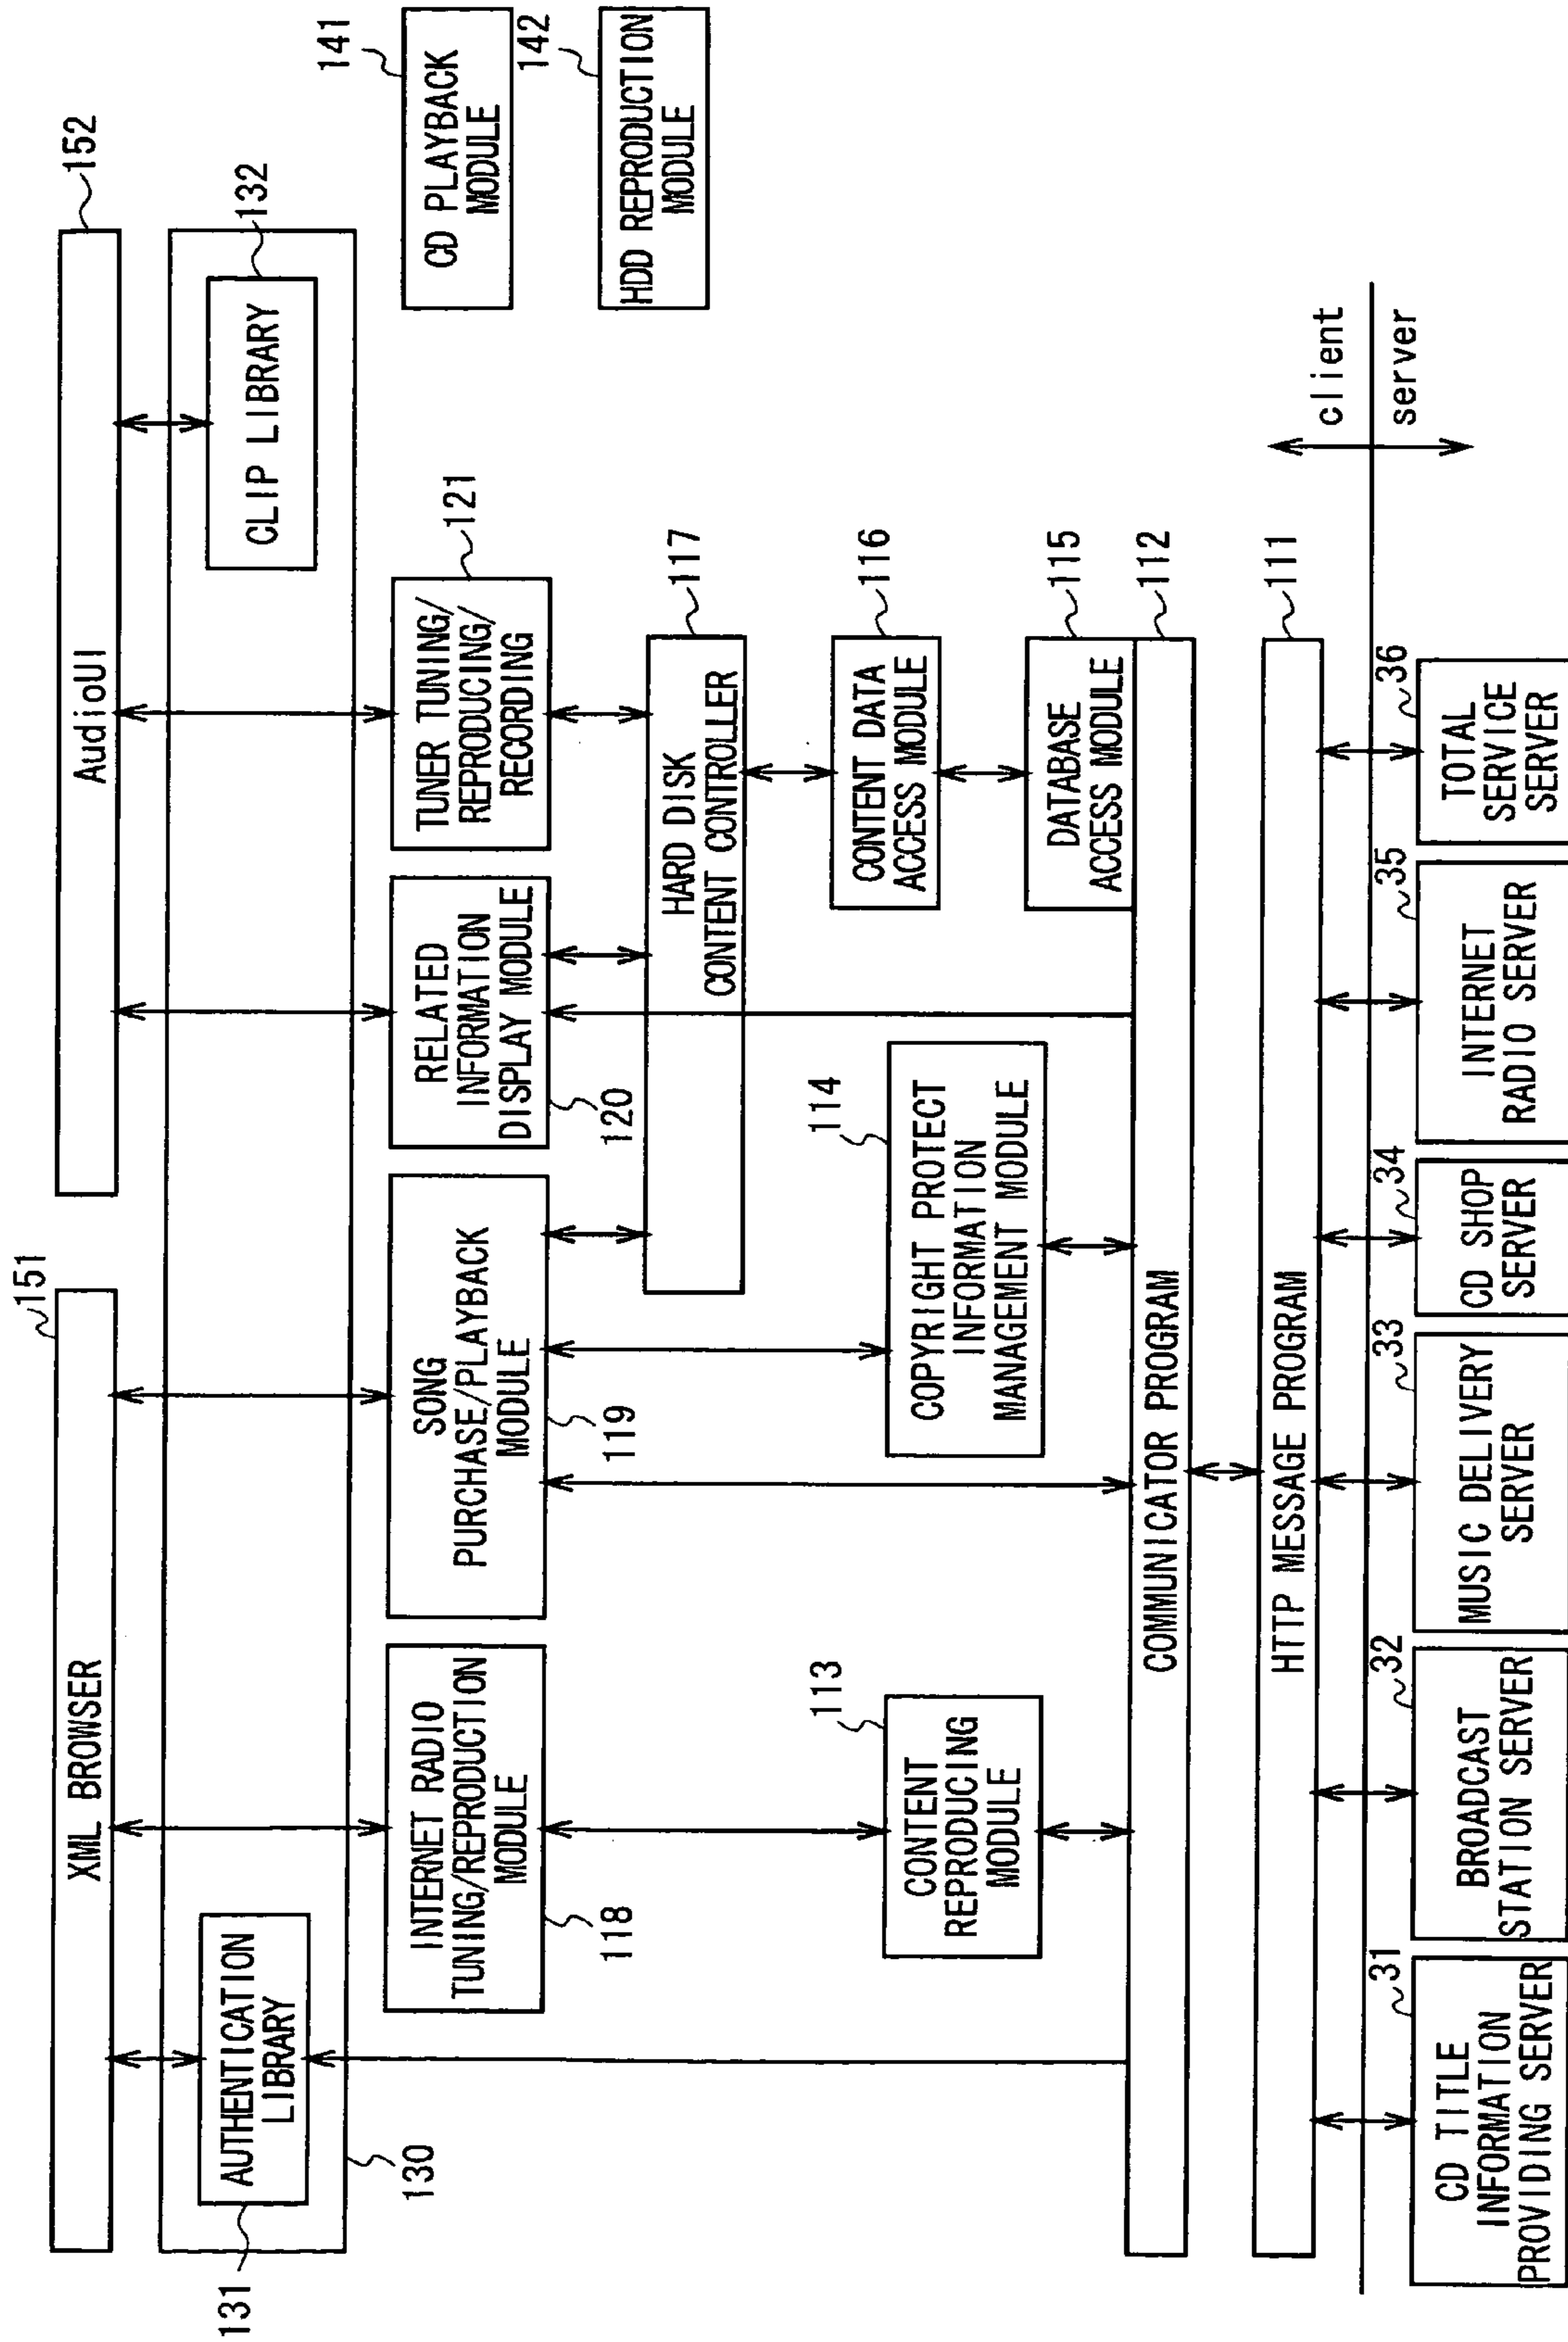 151
XML BROWSER
152
AudioUI
131
AUTHENTICATION
LIBRARY
132
CLIP LIBRARY
130
INTERNET RADIO
TUNING/REPRODUCTION
MODULE
118
SONG
PURCHASE/PLAYBACK
MODULE
119
RELATED
INFORMATION
DISPLAY MODULE
120
TUNER TUNING/
REPRODUCING/
RECORDING
121
141
CD PLAYBACK
MODULE
142
HDD REPRODUCTION
MODULE
HARD DISK
CONTENT CONTROLLER
117
113
CONTENT
REPRODUCING
MODULE
114
COPYRIGHT PROTECT
INFORMATION
MANAGEMENT MODULE
CONTENT DATA
ACCESS MODULE
116
DATABASE
ACCESS MODULE
115
COMMUNICATOR PROGRAM
112
HTTP MESSAGE PROGRAM
111
client
server
31
CD TITLE
INFORMATION
PROVIDING SERVER
32
BROADCAST
STATION SERVER
33
MUSIC DELIVERY
SERVER
34
CD SHOP
SERVER
35
INTERNET
RADIO SERVER
36
TOTAL
SERVICE
SERVER